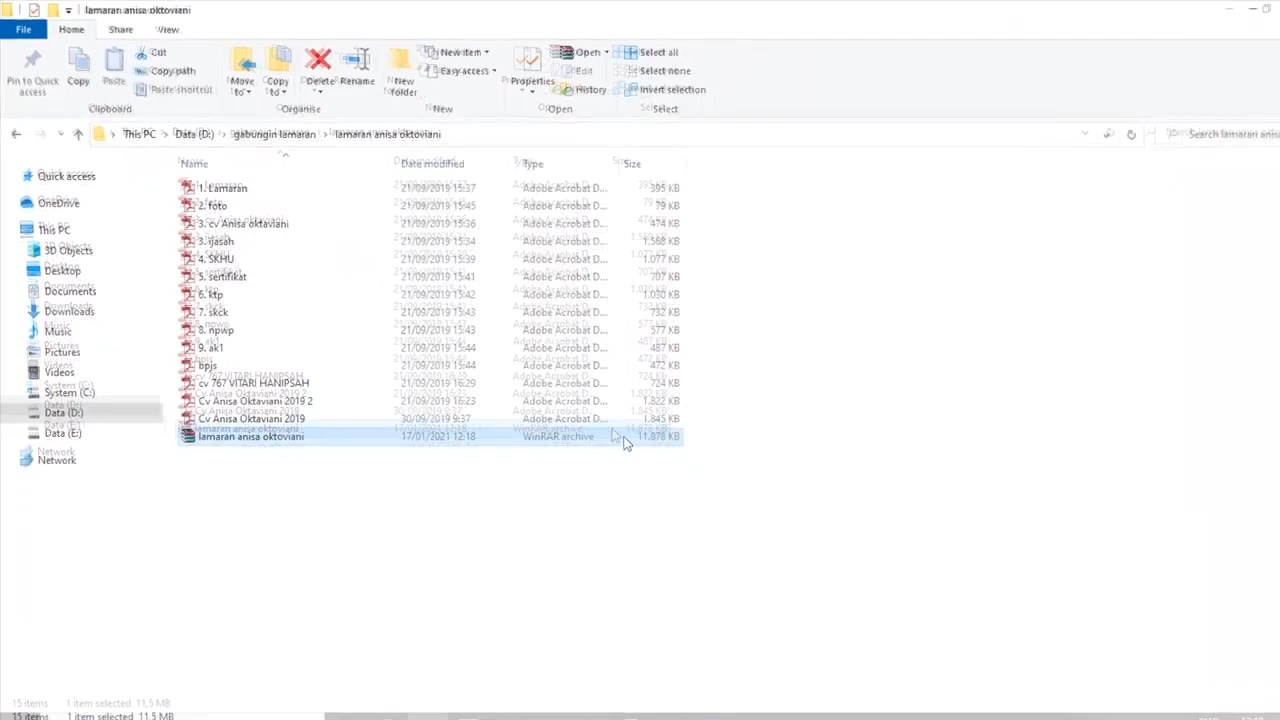 lamaran anisa oktoviani
File Home Share View
Pin to Quick access
Copy
Paste
Cut
Copy path
Paste shortcut
Clipboard
Move to
Copy to
Delete
Rename
Organise
New folder
New item
Easy access
New
Properties
Open
Edit
History
Open
Select all
Select none
Invert selection
Select
This PC > Data (D:) > gabungin lamaran > lamaran anisa oktoviani
Search lamaran anisa
Name Date modified Type Size
Quick access
OneDrive
This PC
3D Objects
Desktop
Documents
Downloads
Music
Pictures
Videos
System (C:)
Data (D:)
Data (E:)
Network
1. Lamaran 21/09/2019 15:37 Adobe Acrobat D... 395 KB
2. foto 21/09/2019 15:45 Adobe Acrobat D... 79 KB
3. cv Anisa oktaviani 21/09/2019 15:36 Adobe Acrobat D... 474 KB
3. ijasah 21/09/2019 15:34 Adobe Acrobat D... 1.568 KB
4. SKHU 21/09/2019 15:39 Adobe Acrobat D... 1.077 KB
5. sertifikat 21/09/2019 15:41 Adobe Acrobat D... 707 KB
6. ktp 21/09/2019 15:42 Adobe Acrobat D... 1.030 KB
7. skck 21/09/2019 15:43 Adobe Acrobat D... 732 KB
8. npwp 21/09/2019 15:43 Adobe Acrobat D... 577 KB
9. ak1 21/09/2019 15:44 Adobe Acrobat D... 487 KB
bpjs 21/09/2019 15:44 Adobe Acrobat D... 472 KB
cv 767 VITARI HANIPSAH 21/09/2019 16:29 Adobe Acrobat D... 724 KB
Cv Anisa Oktaviani 2019 2 21/09/2019 16:23 Adobe Acrobat D... 1.822 KB
Cv Anisa Oktaviani 2019 30/09/2019 9:37 Adobe Acrobat D... 1.845 KB
lamaran anisa oktoviani 17/01/2021 12:18 WinRAR archive 11.878 KB
15 items 1 item selected 11,5 MB